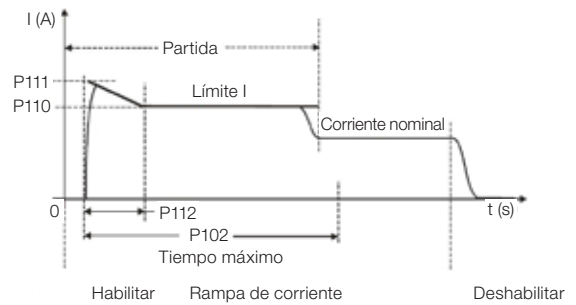 I (A)
Partida
P111
Límite I
P110
Corriente nominal
0
P112
t (s)
P102
Tiempo máximo
Habilitar Rampa de corriente Deshabilitar